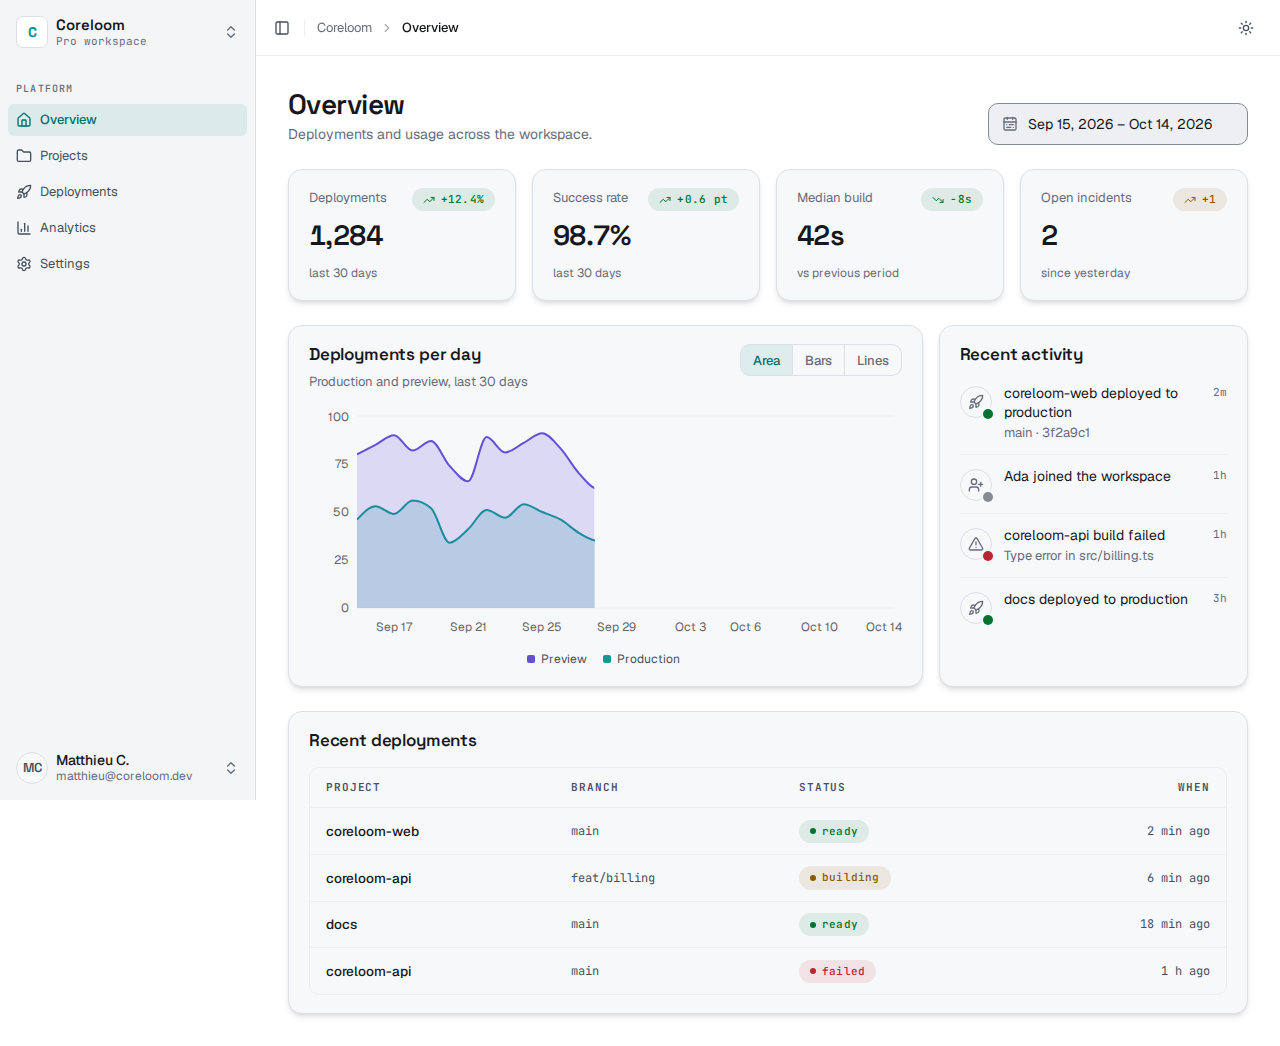 C
Coreloom
Pro workspace
PLATFORM
Overview
Projects
Deployments
Analytics
Settings
MC
Matthieu C.
matthieu@coreloom.dev
Coreloom
Overview
Overview
Deployments and usage across the workspace.
Sep 15, 2026 – Oct 14, 2026
Deployments
+12.4%
1,284
last 30 days
Success rate
+0.6 pt
98.7%
last 30 days
Median build
-8s
42s
vs previous period
Open incidents
+1
2
since yesterday
Deployments per day
Production and preview, last 30 days
Area Bars Lines
100
75
50
25
0
Sep 17 Sep 21 Sep 25 Sep 29 Oct 3 Oct 6 Oct 10 Oct 14
Preview Production
Recent activity
coreloom-web deployed to 2m
production
main · 3f2a9c1
Ada joined the workspace 1h
coreloom-api build failed 1h
Type error in src/billing.ts
docs deployed to production 3h
Recent deployments
PROJECT BRANCH STATUS WHEN
coreloom-web main ready 2 min ago
coreloom-api feat/billing building 6 min ago
docs main ready 18 min ago
coreloom-api main failed 1 h ago